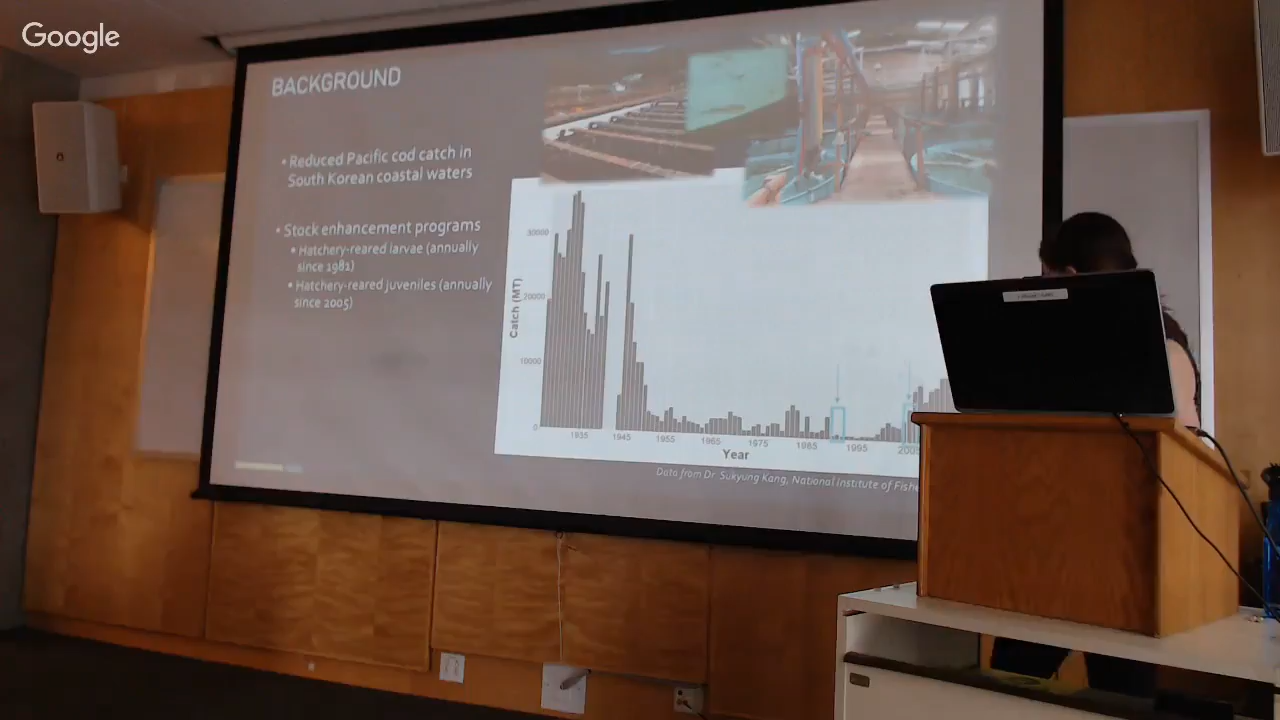 Google
BACKGROUND
• Reduced Pacific cod catch in
South Korean coastal waters
• Stock enhancement programs
• Hatchery-reared larvae (annually
since 1981)
• Hatchery-reared juveniles (annually
since 2005)
Catch (MT)
30000
20000
10000
0
1935 1945 1955 1965 1975 1985 1995 2005
Year
Data from Dr. Sukyung Kang, National Institute of Fishe